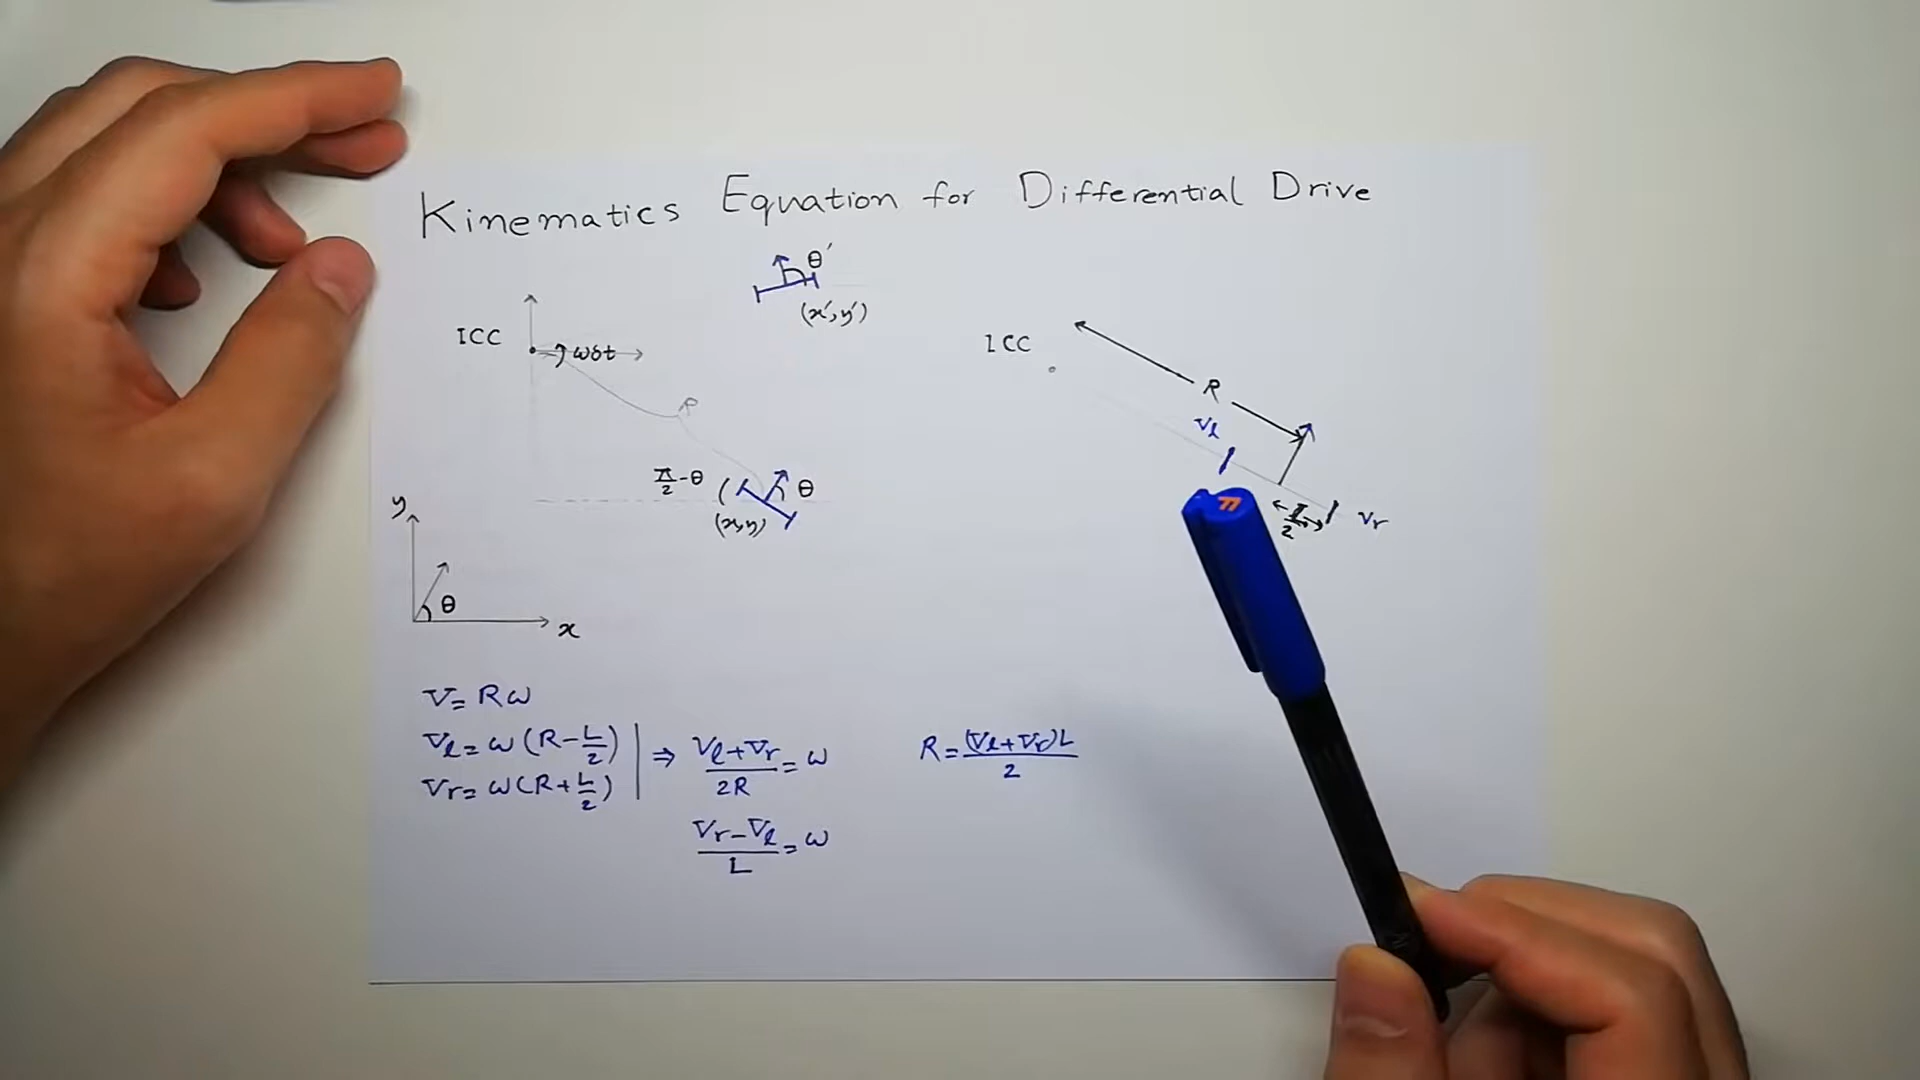 Kinematics Equation for Differential Drive
θ′
(x′, y′)
ICC
ωδt
R
π/2 - θ
θ
(x, y)
y
θ
x
ICC
R
Vl
L/2
Vr
V = Rω
Vl = ω(R - L/2)
Vr = ω(R + L/2)
⇒ (Vl + Vr)/2R = ω
(Vr - Vl)/L = ω
R = (Vl + Vr)L/2